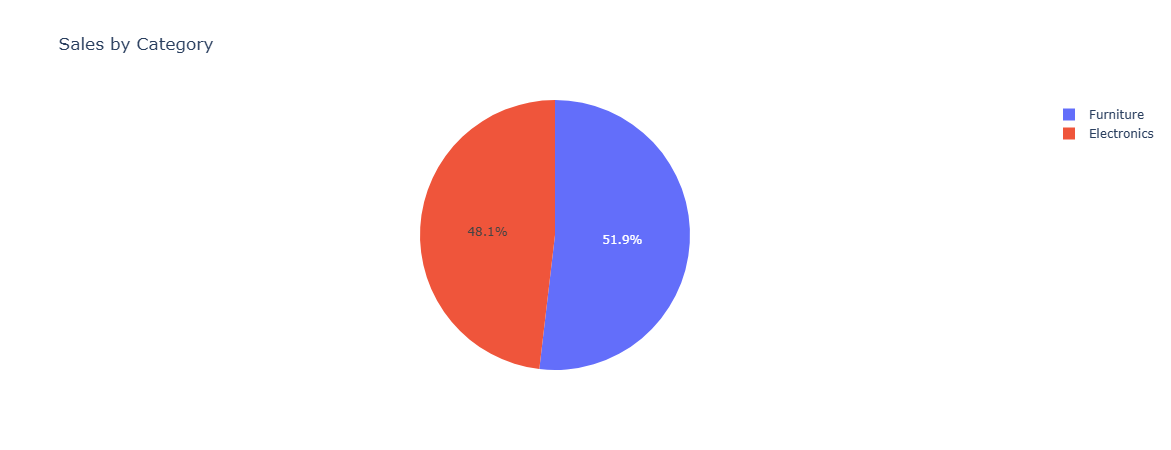 Sales by Category
Furniture
Electronics
48.1%
51.9%